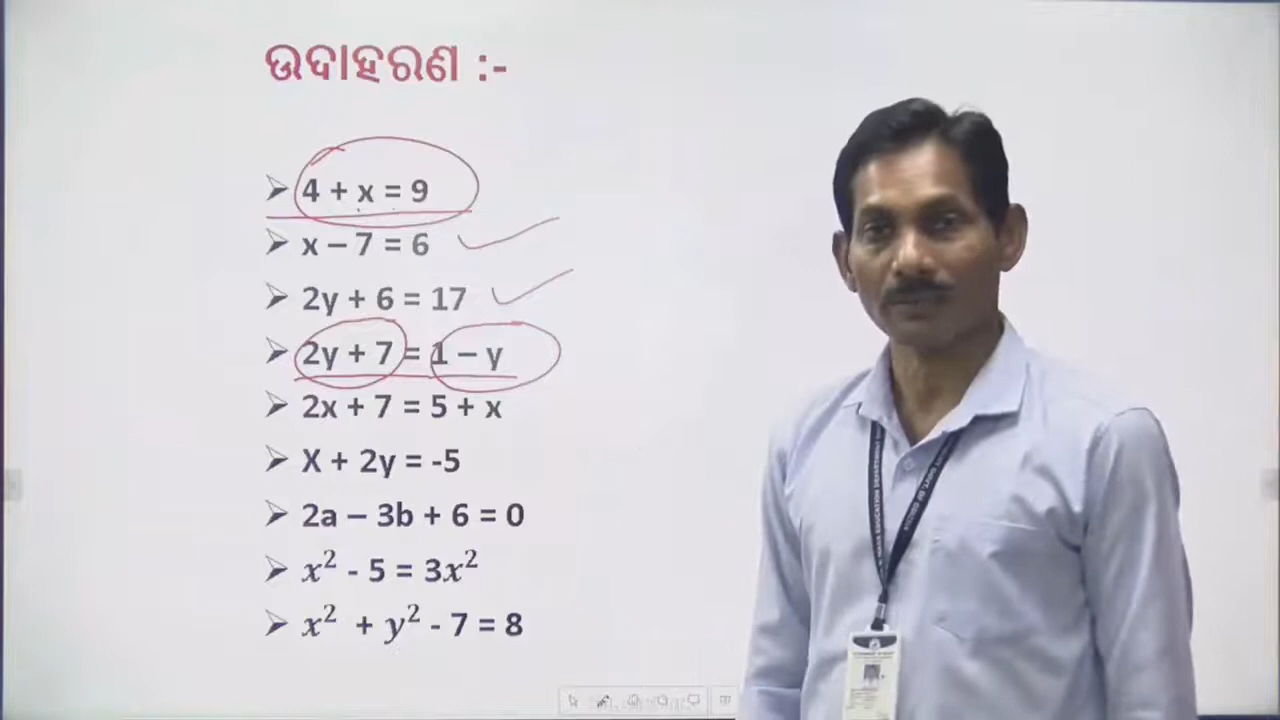 ଉଦାହରଣ :-
➢ 4 + x = 9
➢ x – 7 = 6
➢ 2y + 6 = 17
➢ 2y + 7 = 1 – y
➢ 2x + 7 = 5 + x
➢ X + 2y = -5
➢ 2a – 3b + 6 = 0
➢ x² - 5 = 3x²
➢ x² + y² - 7 = 8